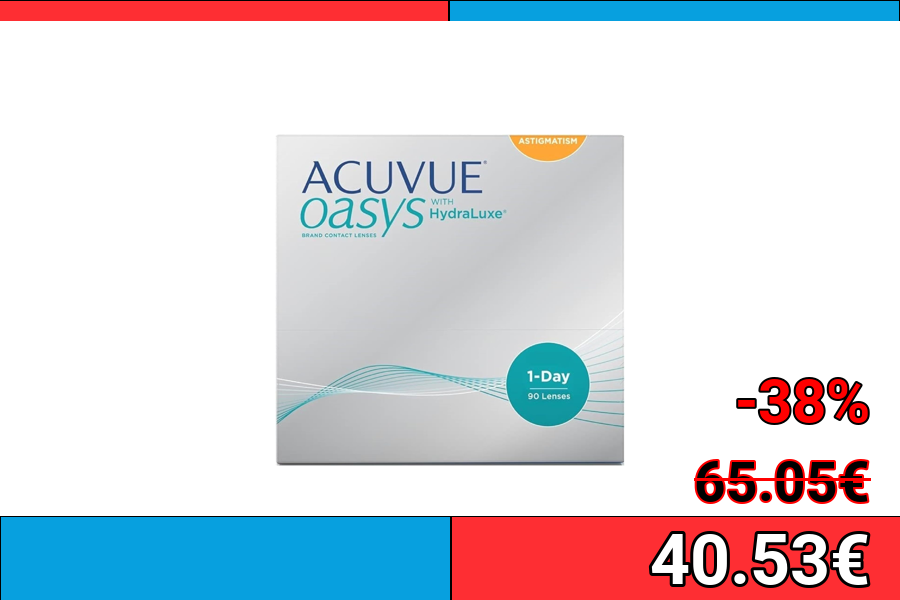 ASTIGMATISM
ACUVUE®
oasys WITH HydraLuxe®
BRAND CONTACT LENSES
1-Day
90 Lenses
-38%
65.05€
40.53€